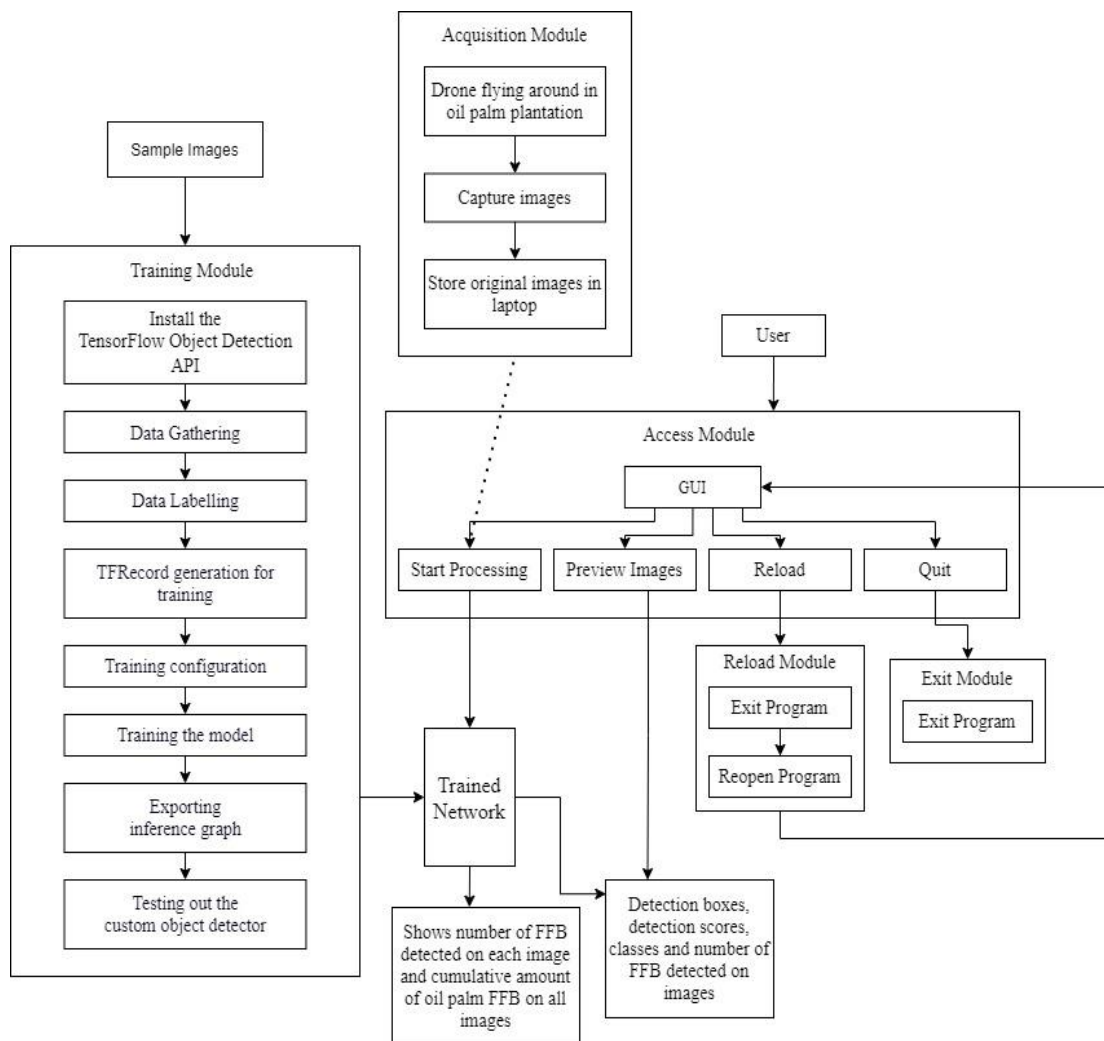 Acquisition Module
Drone flying around in
oil palm plantation
Capture images
Store original images in
laptop
Sample Images
Training Module
Install the
TensorFlow Object Detection
API
Data Gathering
Data Labelling
TFRecord generation for
training
Training configuration
Training the model
Exporting
inference graph
Testing out the
custom object detector
User
Access Module
GUI
Start Processing
Preview Images
Reload
Quit
Reload Module
Exit Program
Reopen Program
Exit Module
Exit Program
Trained
Network
Shows number of FFB
detected on each image
and cumulative amount
of oil palm FFB on all
images
Detection boxes,
detection scores,
classes and number of
FFB detected on
images